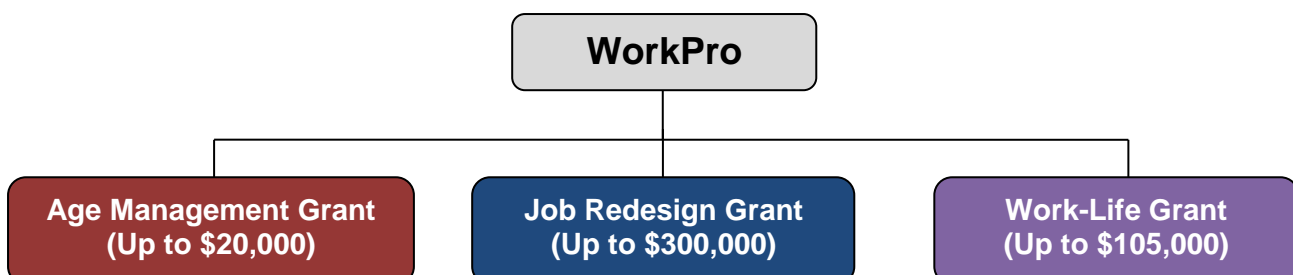 WorkPro
Age Management Grant
(Up to $20,000)
Job Redesign Grant
(Up to $300,000)
Work-Life Grant
(Up to $105,000)